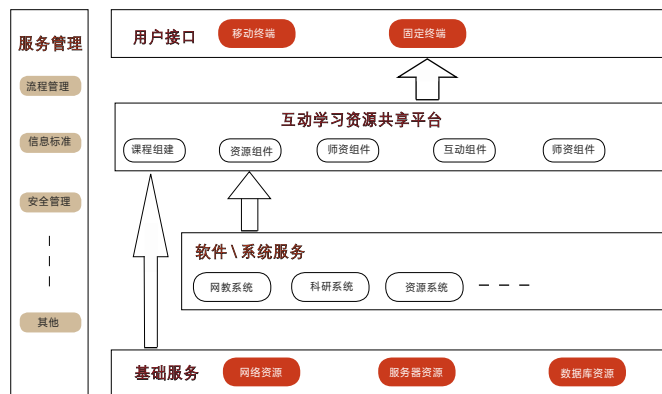 服务管理
流程管理
信息标准
安全管理
其他
用户接口
移动终端
固定终端
互动学习资源共享平台
课程组建
资源组件
师资组件
互动组件
师资组件
软件\系统服务
网教系统
科研系统
资源系统
基础服务
网络资源
服务器资源
数据库资源